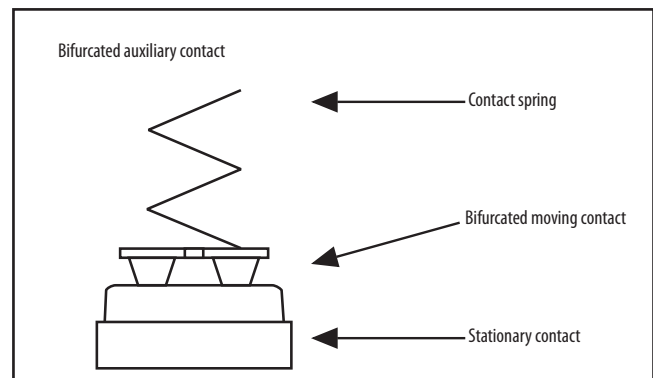 Bifurcated auxiliary contact
Contact spring
Bifurcated moving contact
Stationary contact